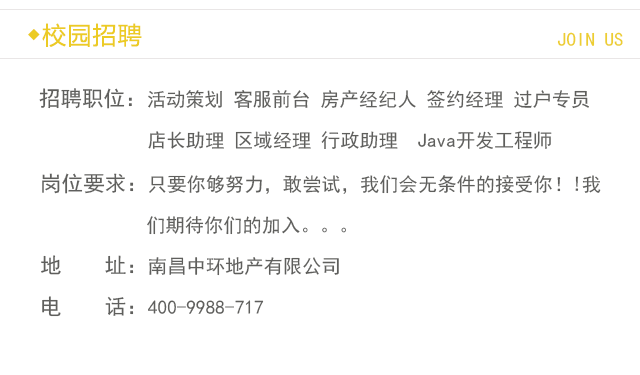 ◆校园招聘
JOIN US
招聘职位：活动策划 客服前台 房产经纪人 签约经理 过户专员
店长助理 区域经理 行政助理 Java开发工程师
岗位要求：只要你够努力，敢尝试，我们会无条件的接受你！!我
们期待你们的加入。。。
地 址：南昌中环地产有限公司
电 话：400-9988-717